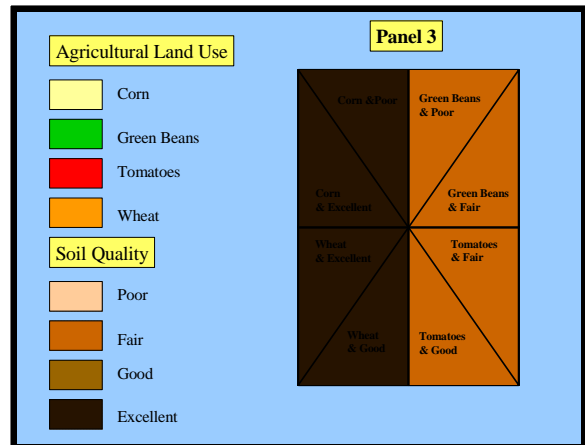 Agricultural Land Use
Corn
Green Beans
Tomatoes
Wheat
Soil Quality
Poor
Fair
Good
Excellent
Panel 3
Corn &Poor
Green Beans
& Poor
Corn
& Excellent
Green Beans
& Fair
Wheat
& Excellent
Tomatoes
& Fair
Wheat
& Good
Tomatoes
& Good